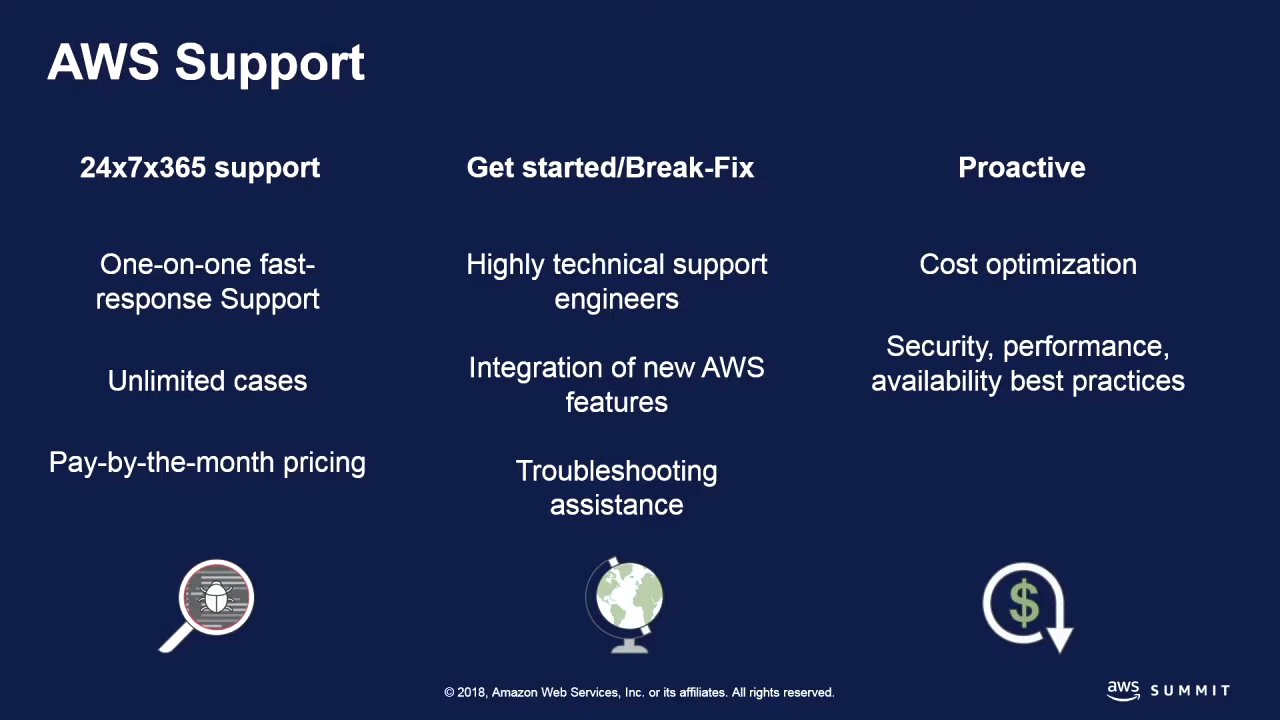 AWS Support
24x7x365 support
One-on-one fast-
response Support
Unlimited cases
Pay-by-the-month pricing
Get started/Break-Fix
Highly technical support
engineers
Integration of new AWS
features
Troubleshooting
assistance
Proactive
Cost optimization
Security, performance,
availability best practices
$
© 2018, Amazon Web Services, Inc. or its affiliates. All rights reserved.
aws SUMMIT